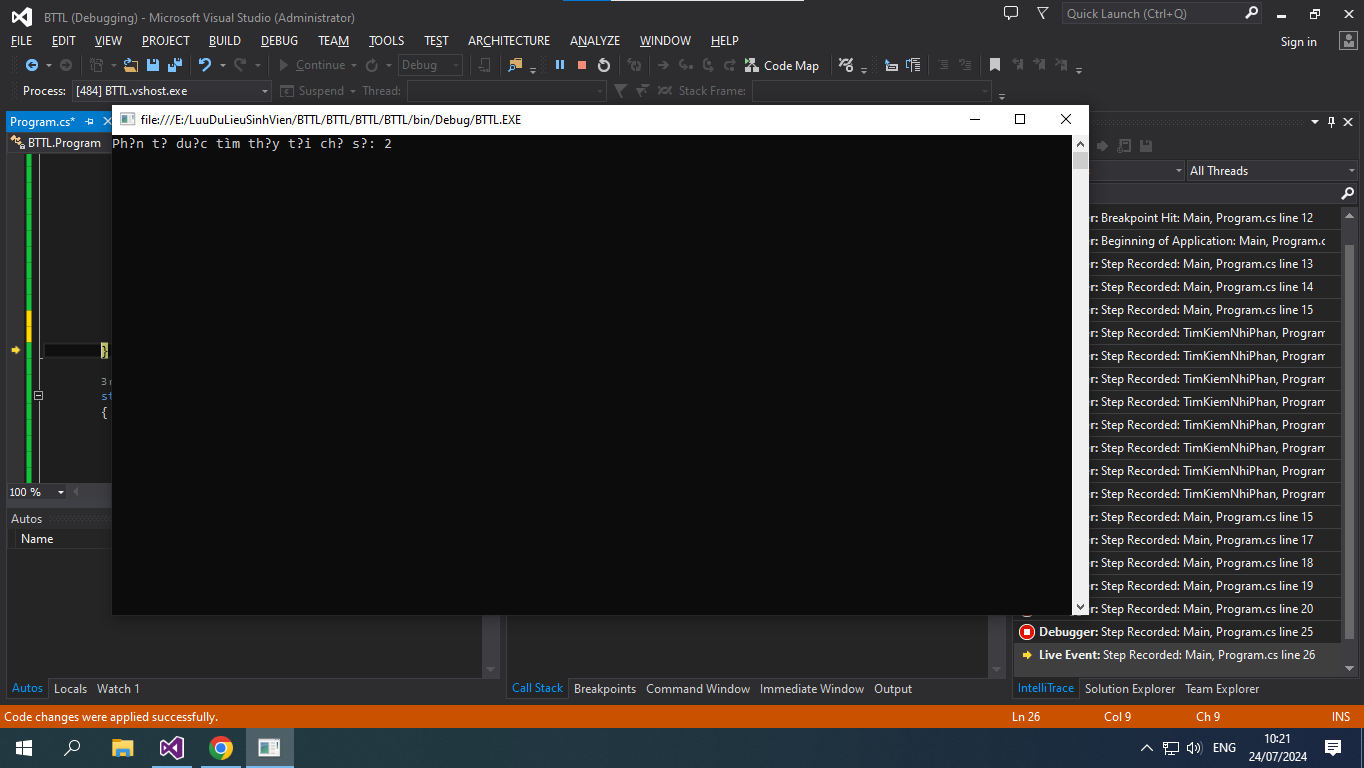 BTTL (Debugging) - Microsoft Visual Studio (Administrator)
Quick Launch (Ctrl+Q)
FILE EDIT VIEW PROJECT BUILD DEBUG TEAM TOOLS TEST ARCHITECTURE ANALYZE WINDOW HELP
Sign in
Continue Debug Code Map
Process: [484] BTTL.vshost.exe Suspend Thread: Stack Frame:
Program.cs*
file:///E:/LuuDuLieuSinhVien/BTTL/BTTL/BTTL/BTTL/bin/Debug/BTTL.EXE
BTTL.Program
Ph?n t? du?c tìm th?y t?i ch? s?: 2
All Threads
r: Breakpoint Hit: Main, Program.cs line 12
r: Beginning of Application: Main, Program.c
r: Step Recorded: Main, Program.cs line 13
r: Step Recorded: Main, Program.cs line 14
r: Step Recorded: Main, Program.cs line 15
r: Step Recorded: TimKiemNhiPhan, Program
r: Step Recorded: TimKiemNhiPhan, Program
r: Step Recorded: TimKiemNhiPhan, Program
r: Step Recorded: TimKiemNhiPhan, Program
r: Step Recorded: TimKiemNhiPhan, Program
r: Step Recorded: TimKiemNhiPhan, Program
r: Step Recorded: TimKiemNhiPhan, Program
r: Step Recorded: TimKiemNhiPhan, Program
r: Step Recorded: Main, Program.cs line 15
r: Step Recorded: Main, Program.cs line 17
r: Step Recorded: Main, Program.cs line 18
r: Step Recorded: Main, Program.cs line 19
r: Step Recorded: Main, Program.cs line 20
Debugger: Step Recorded: Main, Program.cs line 25
Live Event: Step Recorded: Main, Program.cs line 26
}
3
st
{
100 %
Autos
Name
Autos Locals Watch 1
Call Stack Breakpoints Command Window Immediate Window Output
IntelliTrace Solution Explorer Team Explorer
Code changes were applied successfully.
Ln 26 Col 9 Ch 9 INS
ENG
10:21
24/07/2024